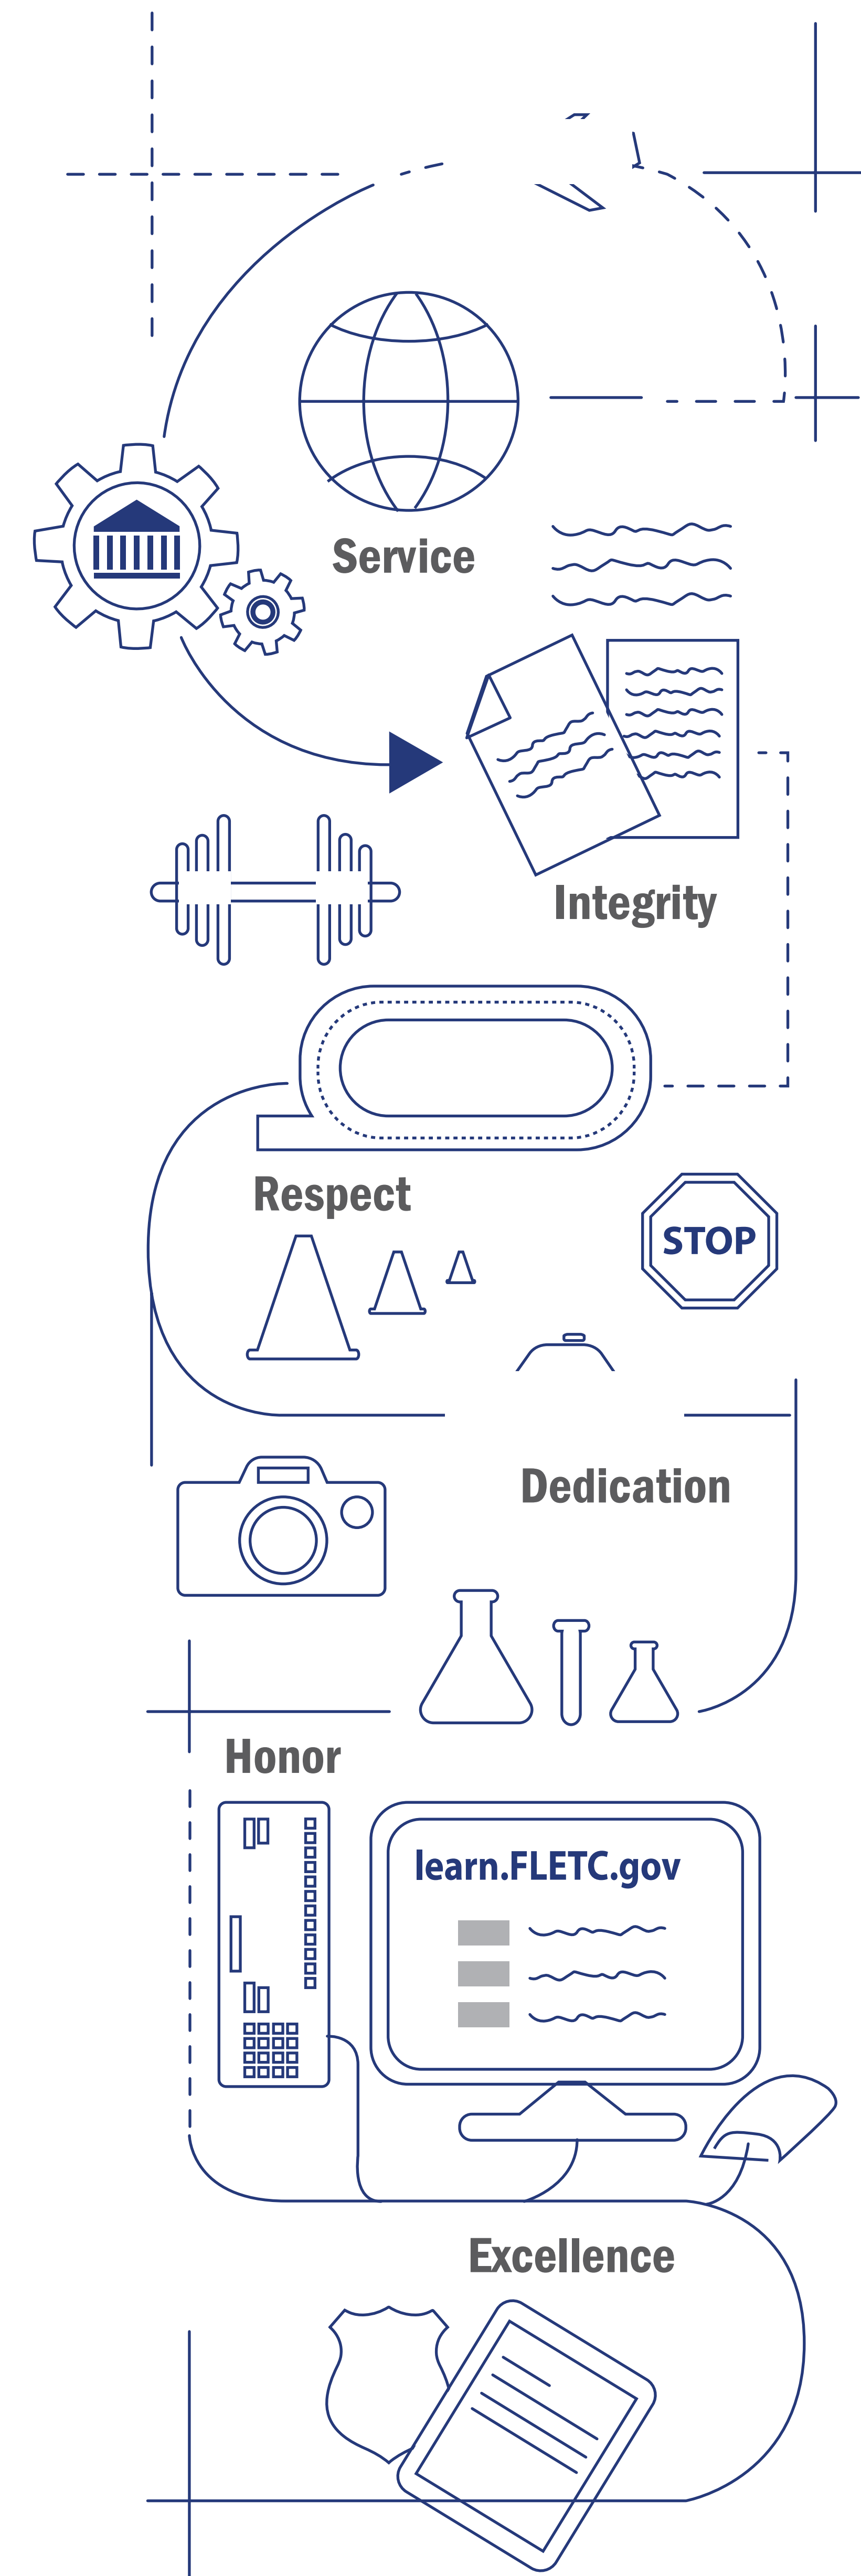 Service
Integrity
Respect
STOP
Dedication
Honor
learn.FLETC.gov
Excellence